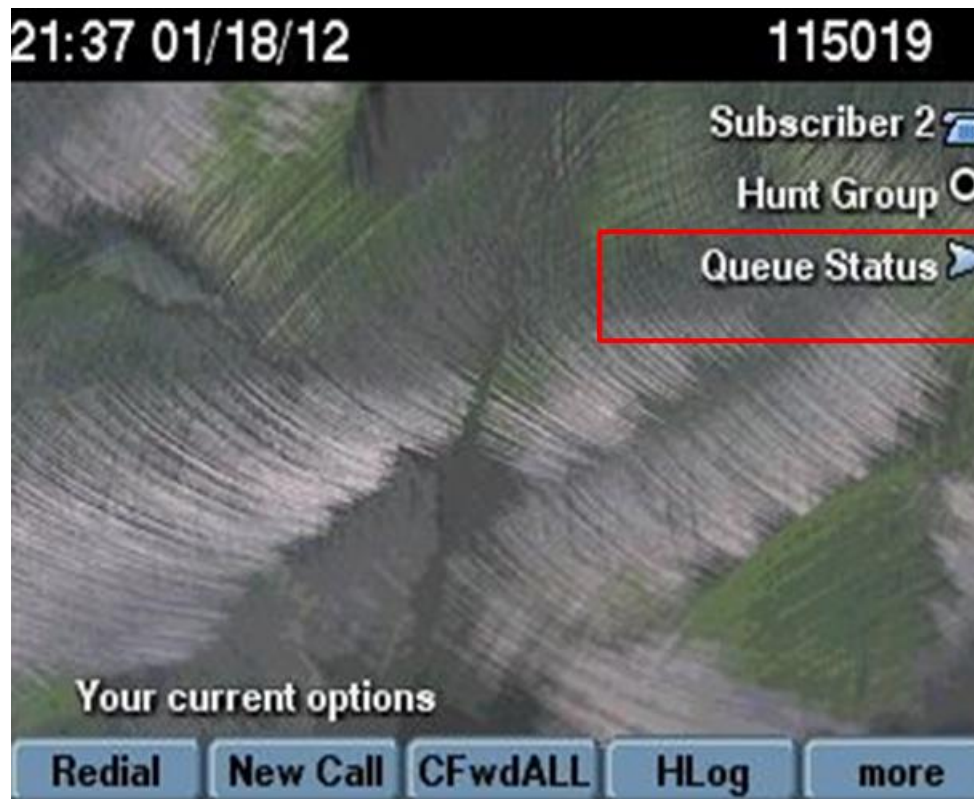 21:37 01/18/12 115019
Subscriber 2
Hunt Group
Queue Status
Your current options
Redial New Call CFwdALL HLog more